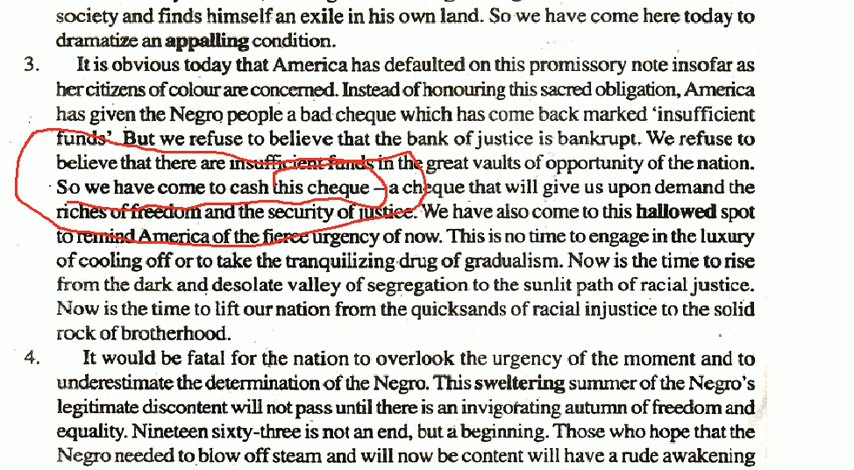 society and finds himself an exile in his own land. So we have come here today to
dramatize an appalling condition.
3. It is obvious today that America has defaulted on this promissory note insofar as
her citizens of colour are concerned. Instead of honouring this sacred obligation, America
has given the Negro people a bad cheque which has come back marked ‘insufficient
funds’. But we refuse to believe that the bank of justice is bankrupt. We refuse to
believe that there are insufficient funds in the great vaults of opportunity of the nation.
So we have come to cash this cheque – a cheque that will give us upon demand the
riches of freedom and the security of justice. We have also come to this hallowed spot
to remind America of the fierce urgency of now. This is no time to engage in the luxury
of cooling off or to take the tranquilizing drug of gradualism. Now is the time to rise
from the dark and desolate valley of segregation to the sunlit path of racial justice.
Now is the time to lift our nation from the quicksands of racial injustice to the solid
rock of brotherhood.
4. It would be fatal for the nation to overlook the urgency of the moment and to
underestimate the determination of the Negro. This sweltering summer of the Negro’s
legitimate discontent will not pass until there is an invigorating autumn of freedom and
equality. Nineteen sixty-three is not an end, but a beginning. Those who hope that the
Negro needed to blow off steam and will now be content will have a rude awakening